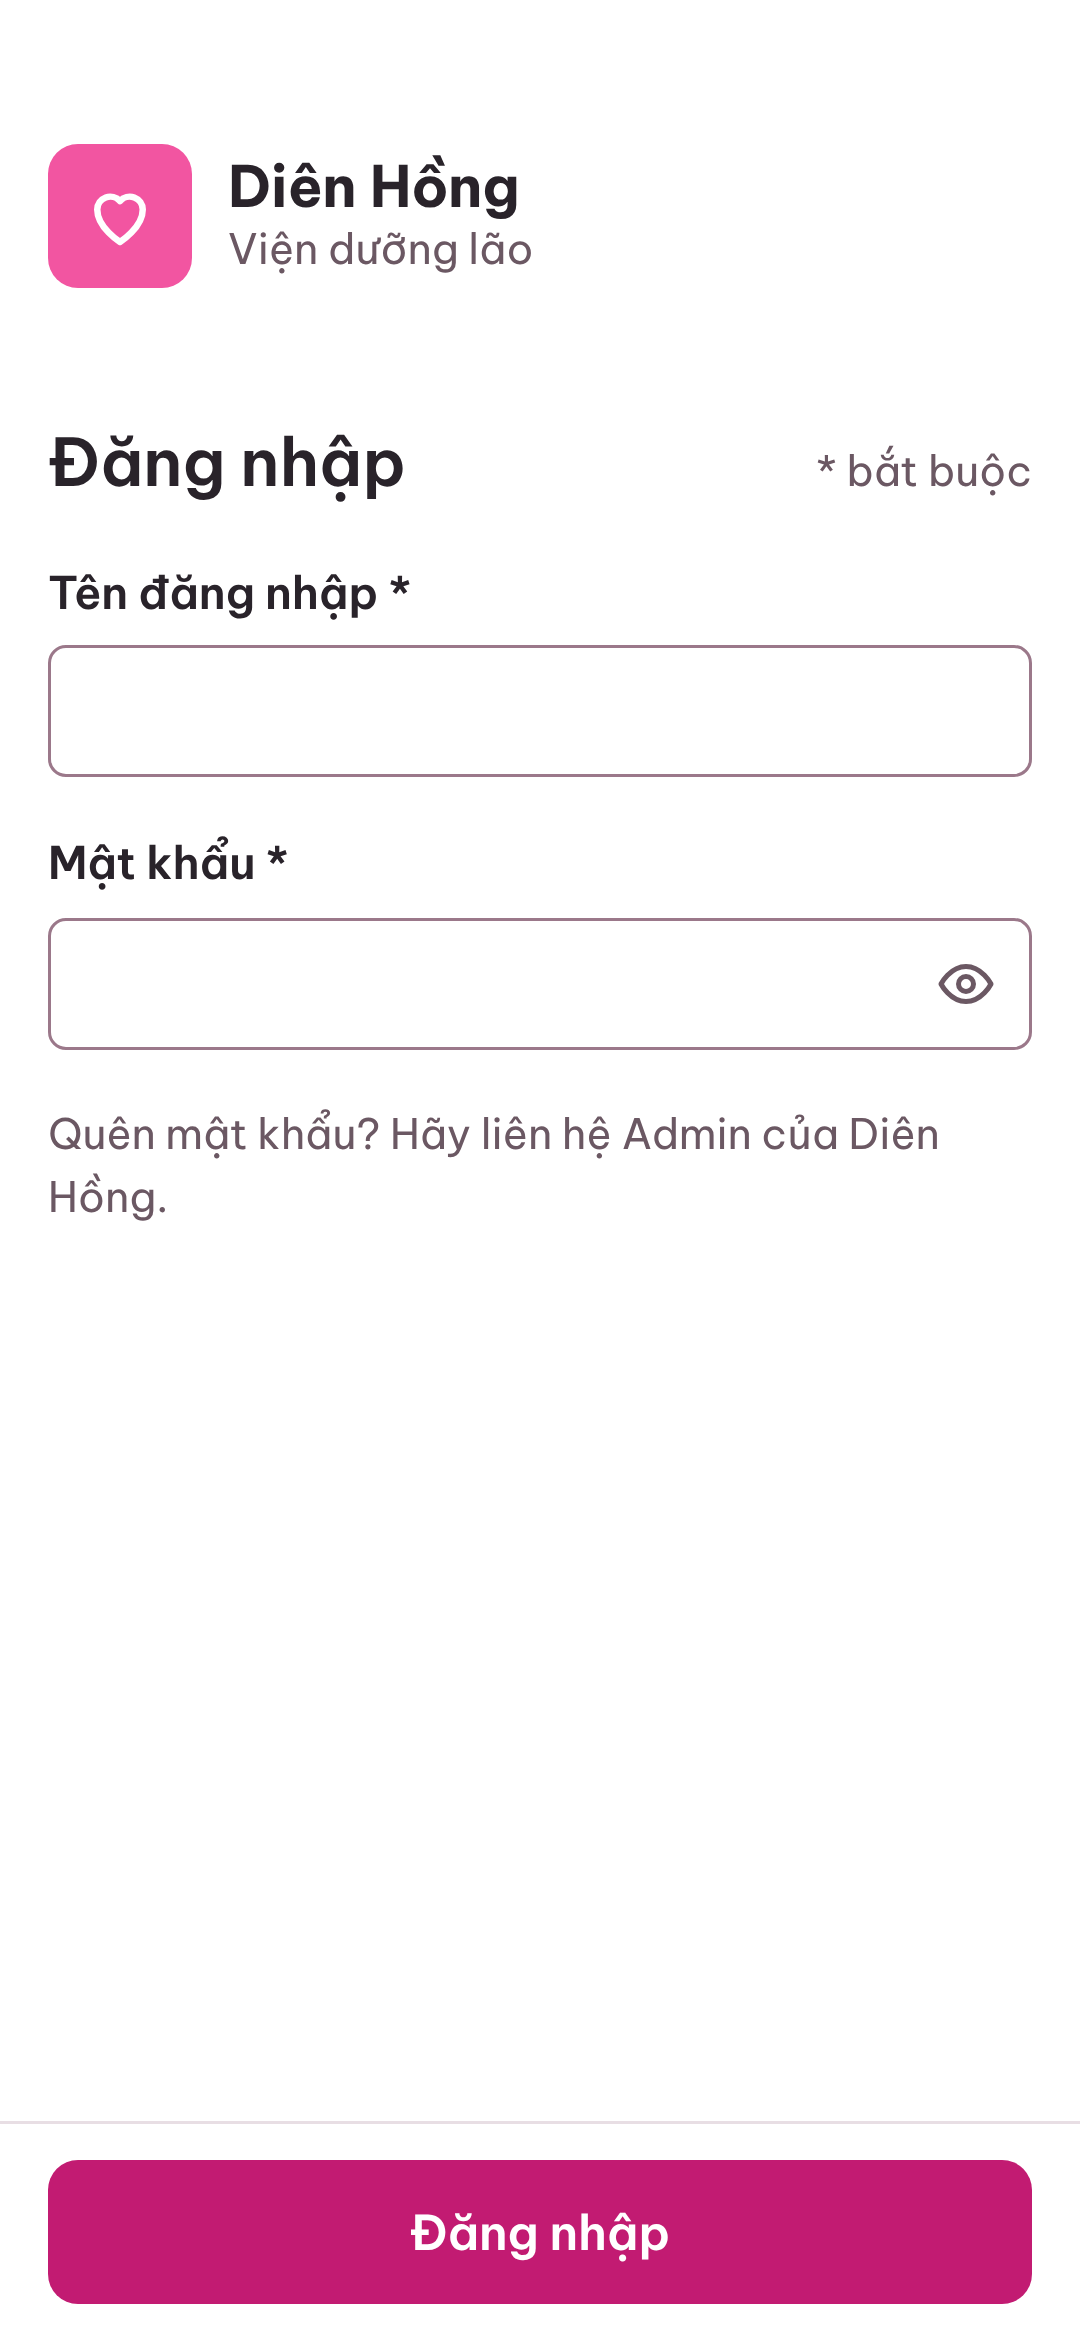 Diên Hồng
Viện dưỡng lão
Đăng nhập
* bắt buộc
Tên đăng nhập *
Mật khẩu *
Quên mật khẩu? Hãy liên hệ Admin của Diên
Hồng.
Đăng nhập